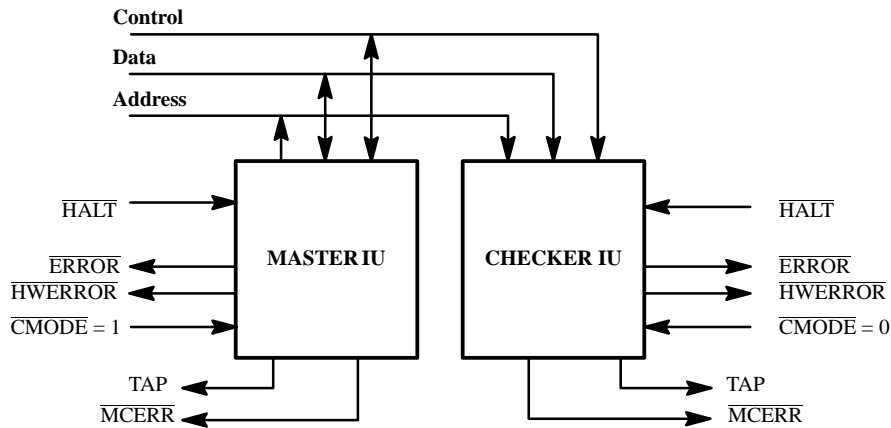 Control
Data
Address
HALT
HALT
MASTER IU
CHECKER IU
ERROR
ERROR
HWERROR
HWERROR
CMODE = 1
CMODE = 0
TAP
TAP
MCERR
MCERR